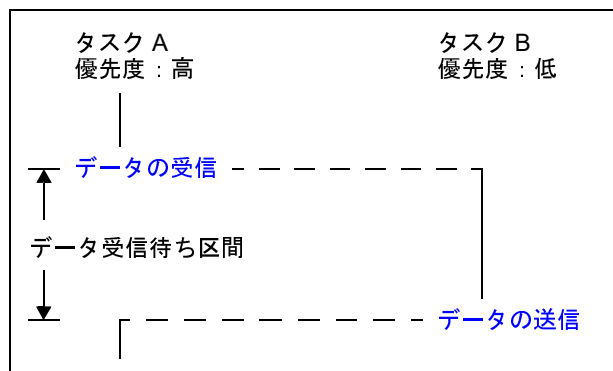 タスク A
優先度：高
タスク B
優先度：低
データの受信
データ受信待ち区間
データの送信